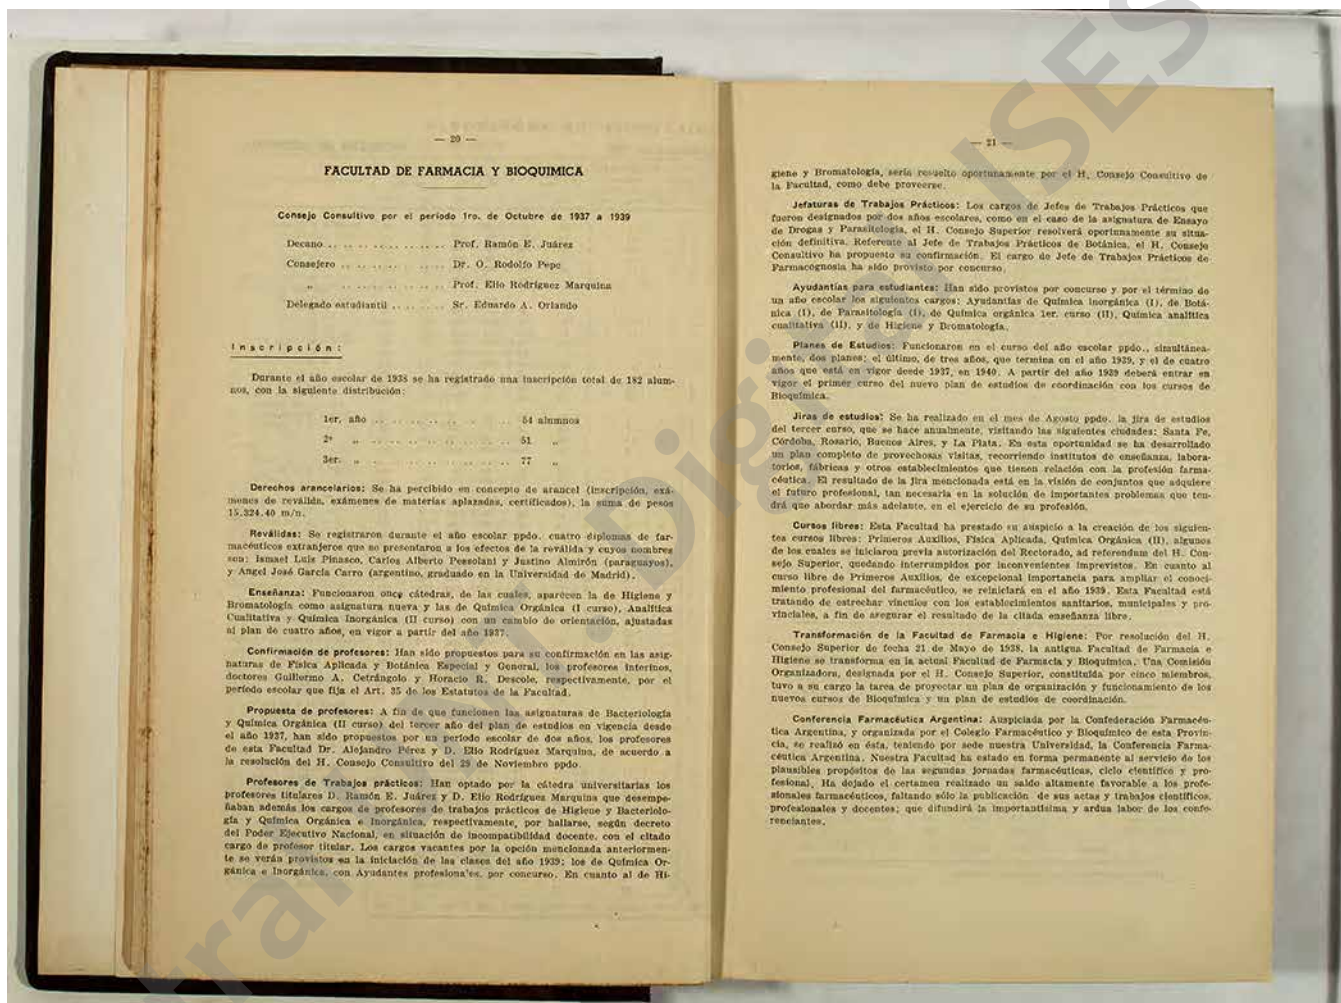 — 20 —
FACULTAD DE FARMACIA Y BIOQUIMICA
Consejo Consultivo por el período 1ro. de Octubre de 1937 a 1939
Decano .. .. .. .. .. .. .. .. Prof. Ramón E. Juárez
Consejero .. .. .. .. .. .. .. Dr. O. Rodolfo Pepe
„ .. .. .. .. .. .. .. Prof. Elio Rodríguez Marquina
Delegado estudiantil .. .. .. .. Sr. Eduardo A. Orlando
Inscripción:
Durante el año escolar de 1938 se ha registrado una inscripción total de 182 alum-
nos, con la siguiente distribución:
1er. año .. .. .. .. .. .. .. .. 54 alumnos
2º „ .. .. .. .. .. .. .. .. 51 „
3er. „ .. .. .. .. .. .. .. .. 77 „
Derechos arancelarios: Se ha percibido en concepto de arancel (inscripción, exá-
menes de reválida, exámenes de materias aplazadas, certificados), la suma de pesos
15.324.40 m/n.
Reválidas: Se registraron durante el año escolar ppdo. cuatro diplomas de far-
macéuticos extranjeros que se presentaron a los efectos de la reválida y cuyos nombres
son: Ismael Luis Pinasco, Carlos Alberto Pessolani y Justino Almirón (paraguayos),
y Angel José García Carro (argentino, graduado en la Universidad de Madrid).
Enseñanza: Funcionaron once cátedras, de las cuales, aparecen la de Higiene y
Bromatología como asignatura nueva y las de Química Orgánica (I curso), Analítica
Cualitativa y Química Inorgánica (II curso) con un cambio de orientación, ajustadas
al plan de cuatro años, en vigor a partir del año 1937.
Confirmación de profesores: Han sido propuestos para su confirmación en las asig-
naturas de Física Aplicada y Botánica Especial y General, los profesores interinos,
doctores Guillermo A. Cetrángolo y Horacio R. Descole, respectivamente, por el
período escolar que fija el Art. 35 de los Estatutos de la Facultad.
Propuesta de profesores: A fin de que funcionen las asignaturas de Bacteriología
y Química Orgánica (II curso) del tercer año del plan de estudios en vigencia desde
el año 1937, han sido propuestos por un período escolar de dos años, los profesores
de esta Facultad Dr. Alejandro Pérez y D. Elio Rodríguez Marquina, de acuerdo a
la resolución del H. Consejo Consultivo del 29 de Noviembre ppdo.
Profesores de Trabajos prácticos: Han optado por la cátedra universitaria los
profesores titulares D. Ramón E. Juárez y D. Elio Rodríguez Marquina que desempe-
ñaban además los cargos de profesores de trabajos prácticos de Higiene y Bacteriolo-
gía y Química Orgánica e Inorgánica, respectivamente, por hallarse, según decreto
del Poder Ejecutivo Nacional, en situación de incompatibilidad docente, con el citado
cargo de profesor titular. Los cargos vacantes por la opción mencionada anteriormen-
te se verán provistos en la iniciación de las clases del año 1939; los de Química Or-
gánica e Inorgánica, con Ayudantes profesionales, por concurso. En cuanto al de Hi-
— 21 —
giene y Bromatología, sería resuelto oportunamente por el H. Consejo Consultivo de
la Facultad, como debe proveerse.
Jefaturas de Trabajos Prácticos: Los cargos de Jefes de Trabajos Prácticos que
fueron designados por dos años escolares, como en el caso de la asignatura de Ensayo
de Drogas y Parasitología, el H. Consejo Superior resolverá oportunamente su situa-
ción definitiva. Referente al Jefe de Trabajos Prácticos de Botánica, el H. Consejo
Consultivo ha propuesto su confirmación. El cargo de Jefe de Trabajos Prácticos de
Farmacognosia ha sido provisto por concurso.
Ayudantías para estudiantes: Han sido provistos por concurso y por el término de
un año escolar los siguientes cargos: Ayudantías de Química inorgánica (I), de Botá-
nica (I), de Parasitología (I), de Química orgánica 1er. curso (II), Química analítica
cualitativa (II), y de Higiene y Bromatología.
Planes de Estudios: Funcionaron en el curso del año escolar ppdo., simultánea-
mente, dos planes; el último, de tres años, que termina en el año 1939, y el de cuatro
años que está en vigor desde 1937, en 1940. A partir del año 1939 deberá entrar en
vigor el primer curso del nuevo plan de estudios de coordinación con los cursos de
Bioquímica.
Jiras de estudios: Se ha realizado en el mes de Agosto ppdo. la jira de estudios
del tercer curso, que se hace anualmente, visitando las siguientes ciudades: Santa Fe,
Córdoba, Rosario, Buenos Aires, y La Plata. En esta oportunidad se ha desarrollado
un plan completo de provechosas visitas, recorriendo institutos de enseñanza, labora-
torios, fábricas y otros establecimientos que tienen relación con la profesión farma-
céutica. El resultado de la jira mencionada está en la visión de conjuntos que adquiere
el futuro profesional, tan necesaria en la solución de importantes problemas que ten-
drá que abordar más adelante, en el ejercicio de su profesión.
Cursos libres: Esta Facultad ha prestado su auspicio a la creación de los siguien-
tes cursos libres: Primeros Auxilios, Física Aplicada, Química Orgánica (II), algunos
de los cuales se iniciaron previa autorización del Rectorado, ad referendum del H. Con-
sejo Superior, quedando interrumpidos por inconvenientes imprevistos. En cuanto al
curso libre de Primeros Auxilios, de excepcional importancia para ampliar el conoci-
miento profesional del farmacéutico, se reiniciará en el año 1939. Esta Facultad está
tratando de estrechar vínculos con los establecimientos sanitarios, municipales y pro-
vinciales, a fin de asegurar el resultado de la citada enseñanza libre.
Transformación de la Facultad de Farmacia e Higiene: Por resolución del H.
Consejo Superior de fecha 21 de Mayo de 1938, la antigua Facultad de Farmacia e
Higiene se transforma en la actual Facultad de Farmacia y Bioquímica. Una Comisión
Organizadora, designada por el H. Consejo Superior, constituída por cinco miembros,
tuvo a su cargo la tarea de proyectar un plan de organización y funcionamiento de los
nuevos cursos de Bioquímica y un plan de estudios de coordinación.
Conferencia Farmacéutica Argentina: Auspiciada por la Confederación Farmacéu-
tica Argentina, y organizada por el Colegio Farmacéutico y Bioquímico de esta Provin-
cia, se realizó en ésta, teniendo por sede nuestra Universidad, la Conferencia Farma-
céutica Argentina. Nuestra Facultad ha estado en forma permanente al servicio de los
plausibles propósitos de las segundas jornadas farmacéuticas, ciclo científico y pro-
fesional. Ha dejado el certamen realizado un saldo altamente favorable a los profe-
sionales farmacéuticos, faltando sólo la publicación de sus actas y trabajos científicos,
profesionales y docentes; que difundirá la importantísima y ardua labor de los confe-
renciantes.